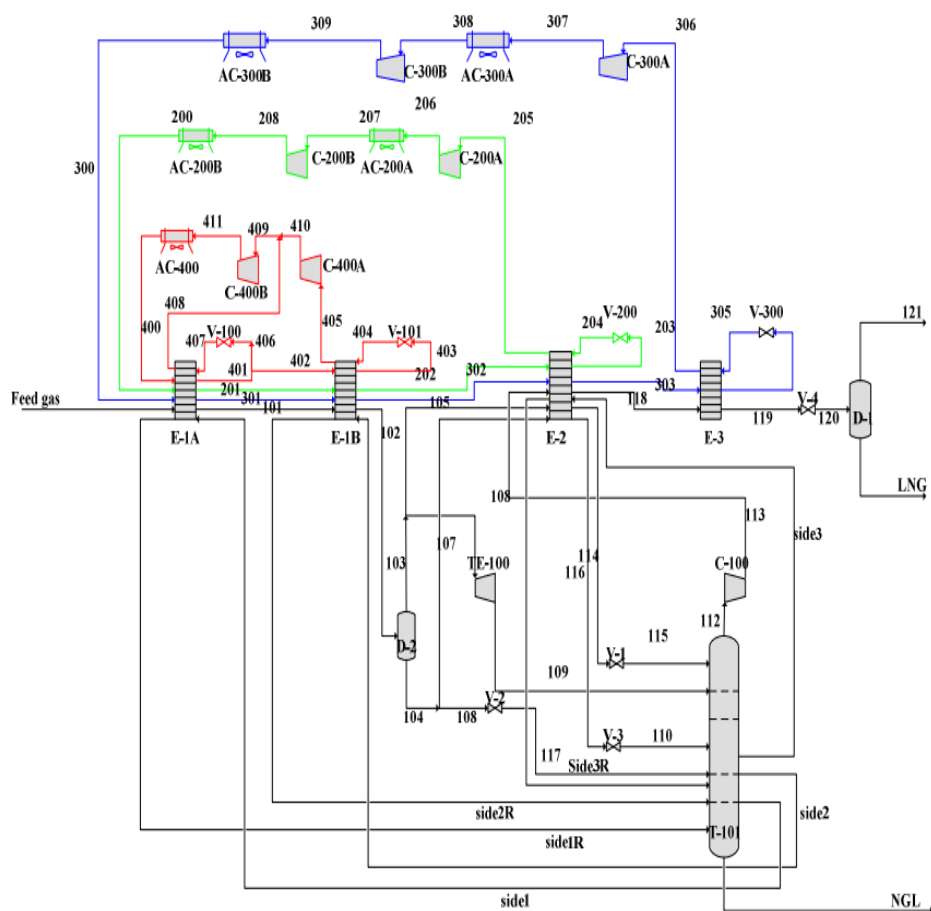 309
308
307
306
AC-300B
C-300B
AC-300A
C-300A
206
200
208
207
205
300
AC-200B
C-200B
AC-200A
C-200A
411
409
410
AC-400
C-400B
C-400A
408
400
V-100
407
406
405
404
V-101
403
V-200
204
203
305
V-300
121
401
402
202
302
201
301
303
Feed gas
101
102
105
118
119
V-4
120
D-1
E-1A
E-1B
E-2
E-3
LNG
108
113
103
107
114
116
side3
TE-100
C-100
112
D-2
V-1
115
109
V-2
104
108
V-3
110
117
Side3R
side2R
side2
T-101
side1R
side1
NGL